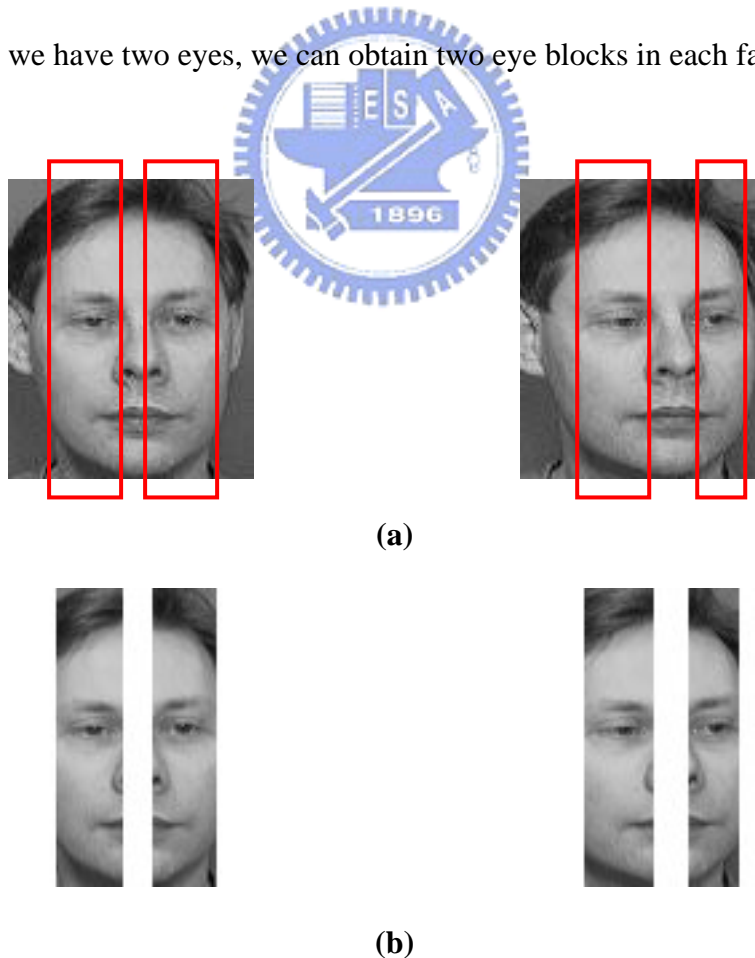 we have two eyes, we can obtain two eye blocks in each fa
E S A
1896
(a)
(b)